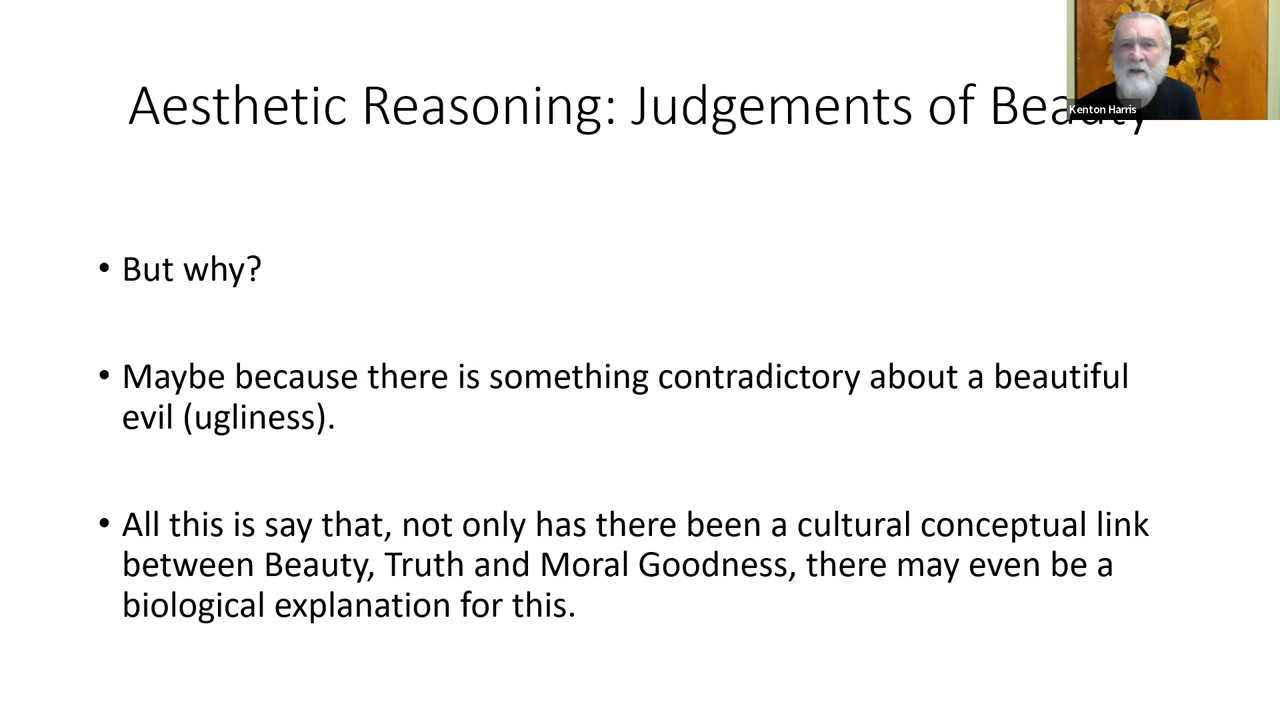 Aesthetic Reasoning: Judgements of Beauty
Kenton Harris
• But why?
• Maybe because there is something contradictory about a beautiful
evil (ugliness).
• All this is say that, not only has there been a cultural conceptual link
between Beauty, Truth and Moral Goodness, there may even be a
biological explanation for this.